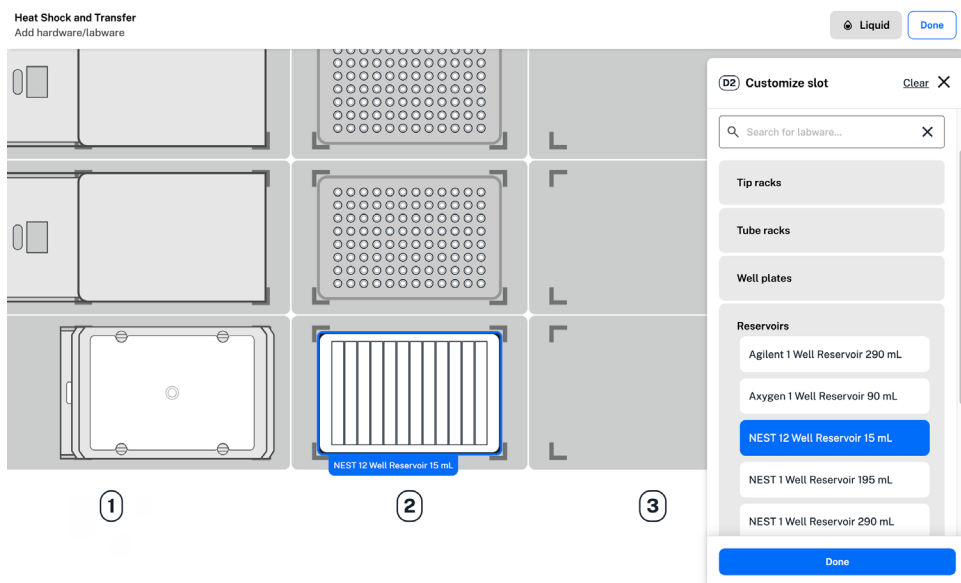 Heat Shock and Transfer
Add hardware/labware
Liquid
Done
D2 Customize slot
Clear
Search for labware...
Tip racks
Tube racks
Well plates
Reservoirs
Agilent 1 Well Reservoir 290 mL
Axygen 1 Well Reservoir 90 mL
NEST 12 Well Reservoir 15 mL
NEST 1 Well Reservoir 195 mL
NEST 1 Well Reservoir 290 mL
Done
NEST 12 Well Reservoir 15 mL
1
2
3